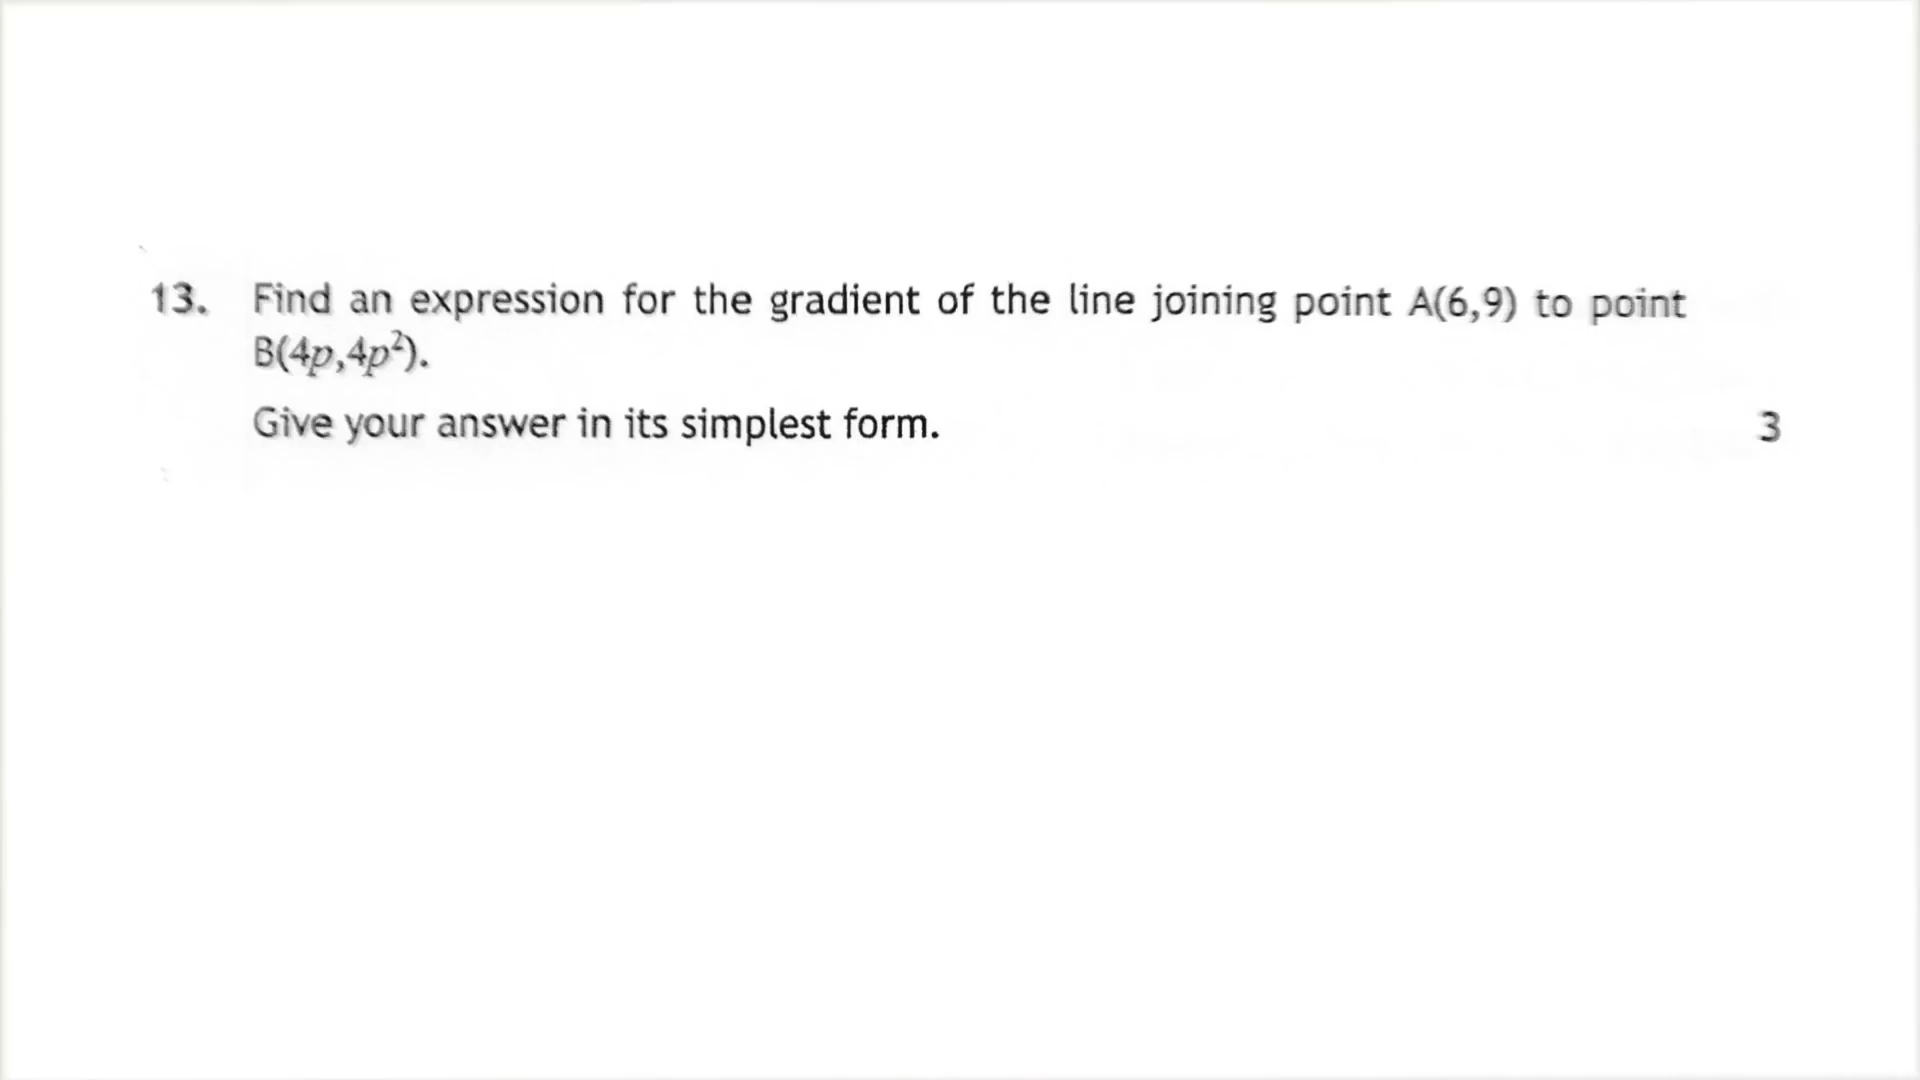 13. Find an expression for the gradient of the line joining point A(6,9) to point
B(4p,4p²).
Give your answer in its simplest form. 3